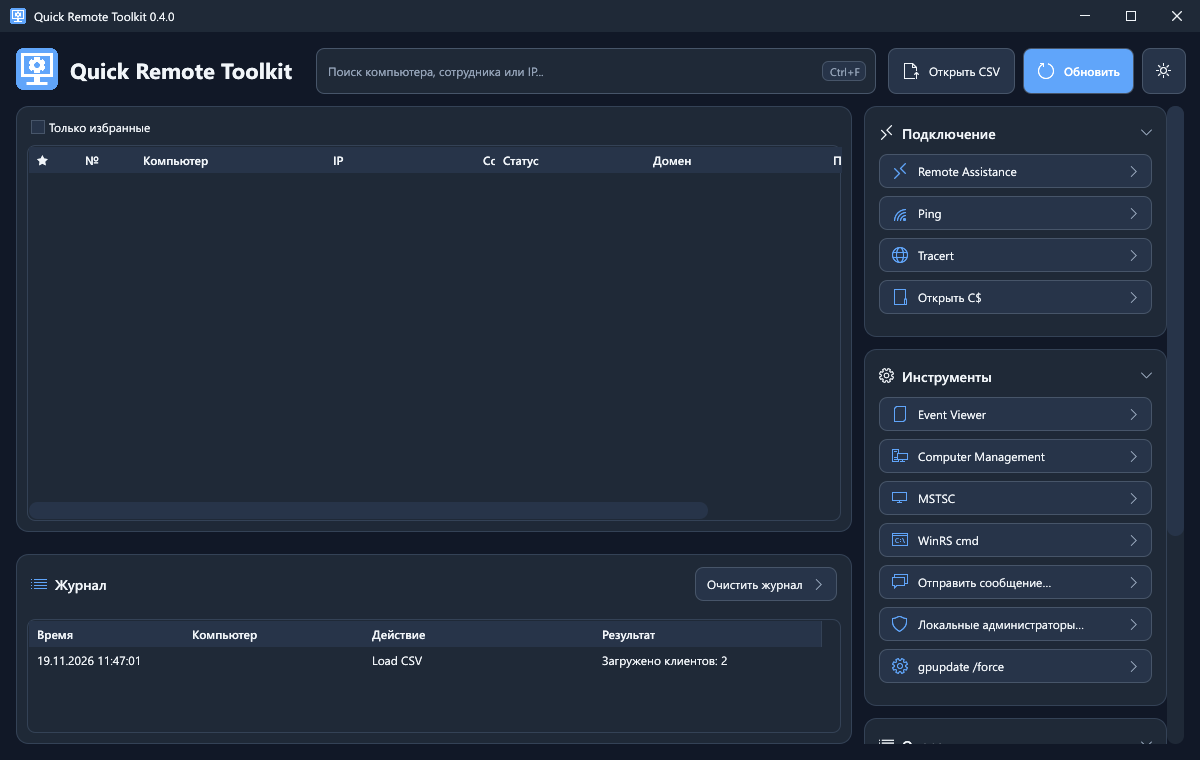 Quick Remote Toolkit 0.4.0
Quick Remote Toolkit
Поиск компьютера, сотрудника или IP...
Ctrl+F
Открыть CSV
Обновить
Только избранные
№ Компьютер IP Сс Статус Домен П
Подключение
Remote Assistance
Ping
Tracert
Открыть C$
Инструменты
Event Viewer
Computer Management
MSTSC
WinRS cmd
Отправить сообщение...
Локальные администраторы...
gpupdate /force
Журнал
Очистить журнал
Время Компьютер Действие Результат
19.11.2026 11:47:01 Load CSV Загружено клиентов: 2